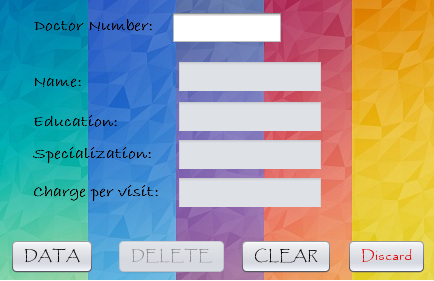 Doctor Number:
Name:
Education:
Specialization:
Charge per visit:
DATA DELETE CLEAR Discard